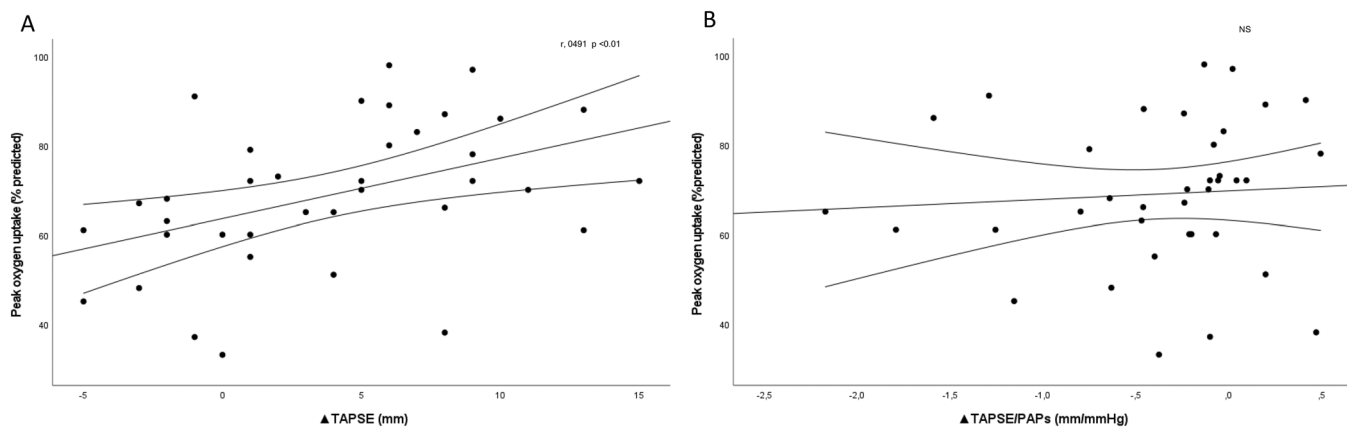 A
r, 0491 p <0.01
Peak oxygen uptake (% predicted)
100
80
60
40
-5
0
5
10
15
▲TAPSE (mm)
B
NS
Peak oxygen uptake (%predicted)
100
80
60
40
-2,5
-2,0
-1,5
-1,0
-,5
,0
,5
▲TAPSE/PAPs (mm/mmHg)